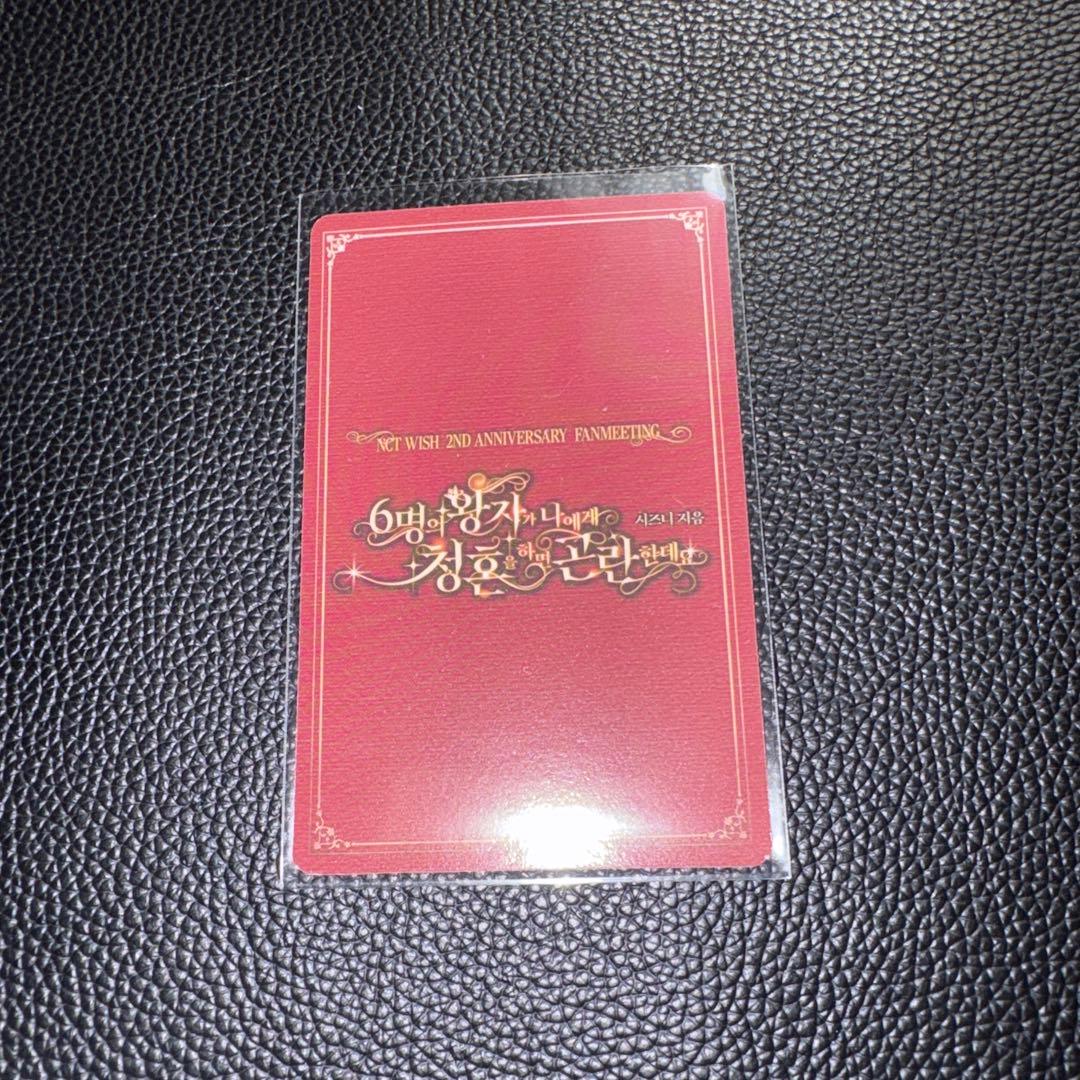 NCT WISH 2ND ANNIVERSARY FANMEETING
6명의 왕자가 나에게 시즈니 지음
청혼을 하면 곤란한데요